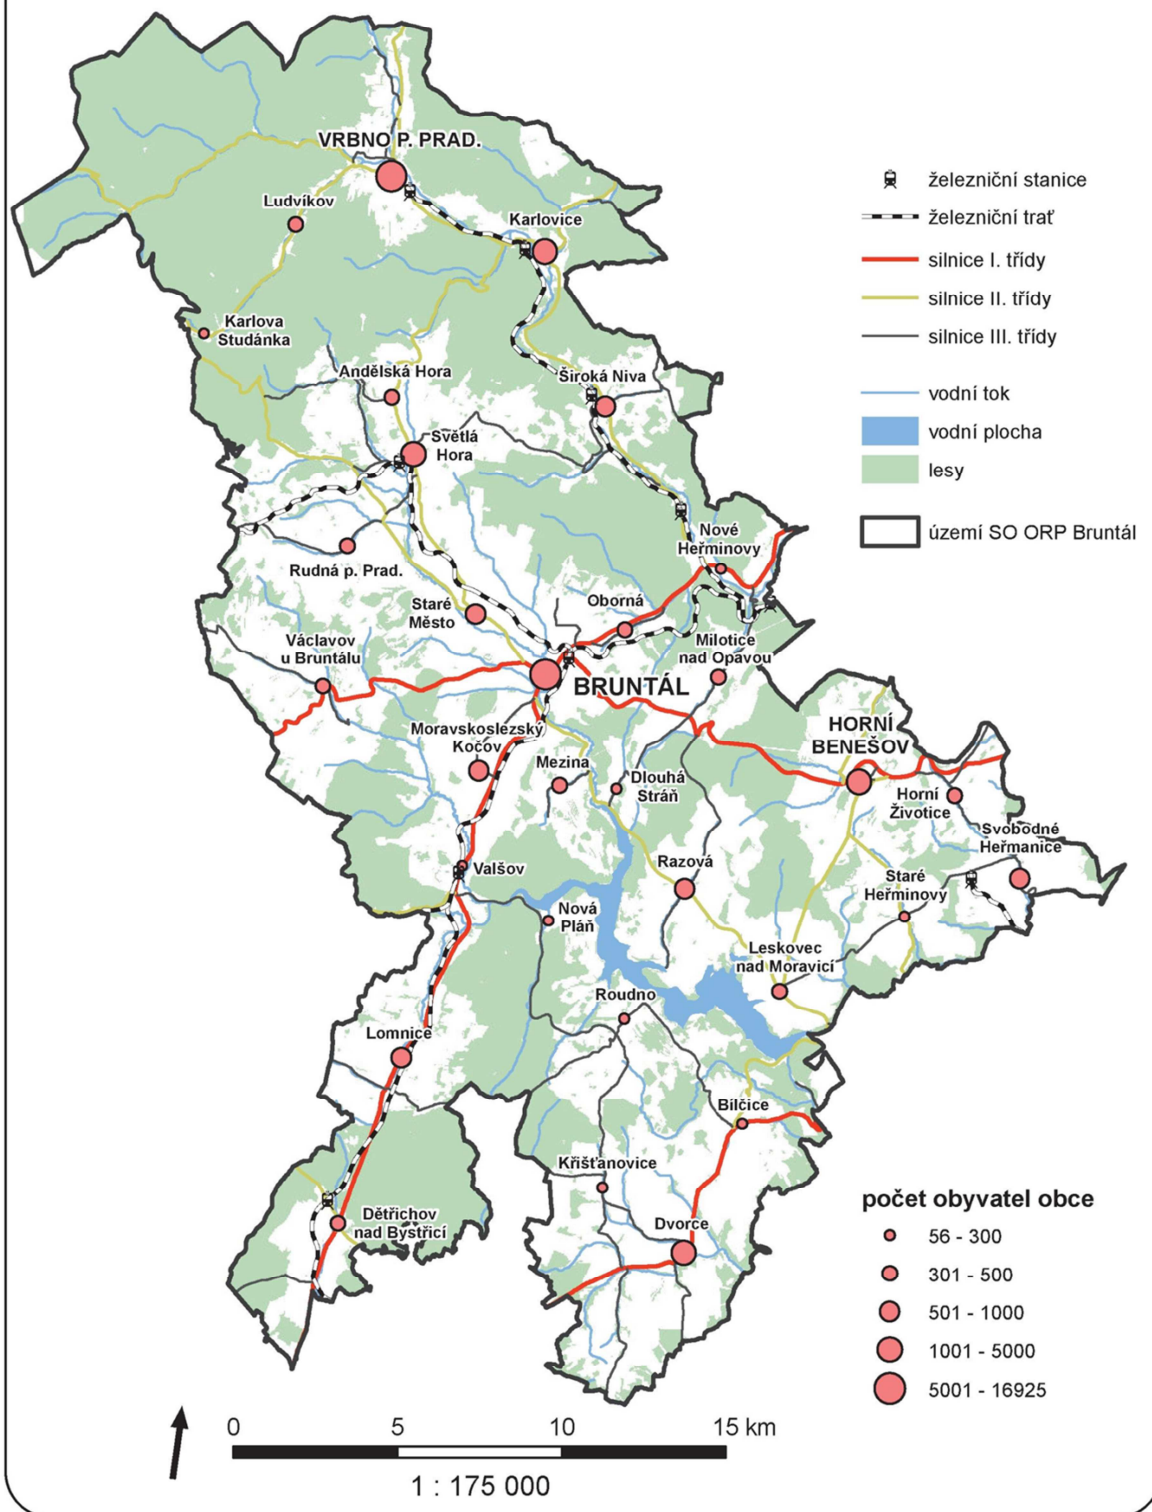 VRBNO P. PRAD.
Ludvíkov
Karlovice
Karlova
Studánka
Andělská Hora
Široká Niva
Světlá
Hora
Nové
Heřminovy
Rudná p. Prad.
Staré
Město
Oborná
Václavov
u Bruntálu
Milotice
nad Opavou
BRUNTÁL
Moravskoslezský
Kočov
HORNÍ
BENEŠOV
Mezina
Dlouhá
Stráň
Horní
Životice
Svobodné
Heřmanice
Valšov
Razová
Staré
Heřminovy
Nová
Pláň
Leskovec
nad Moravicí
Roudno
Lomnice
Bílčice
Křišťanovice
Dětřichov
nad Bystřicí
Dvorce
železniční stanice
železniční trať
silnice I. třídy
silnice II. třídy
silnice III. třídy
vodní tok
vodní plocha
lesy
území SO ORP Bruntál
počet obyvatel obce
56 - 300
301 - 500
501 - 1000
1001 - 5000
5001 - 16925
0 5 10 15 km
1 : 175 000